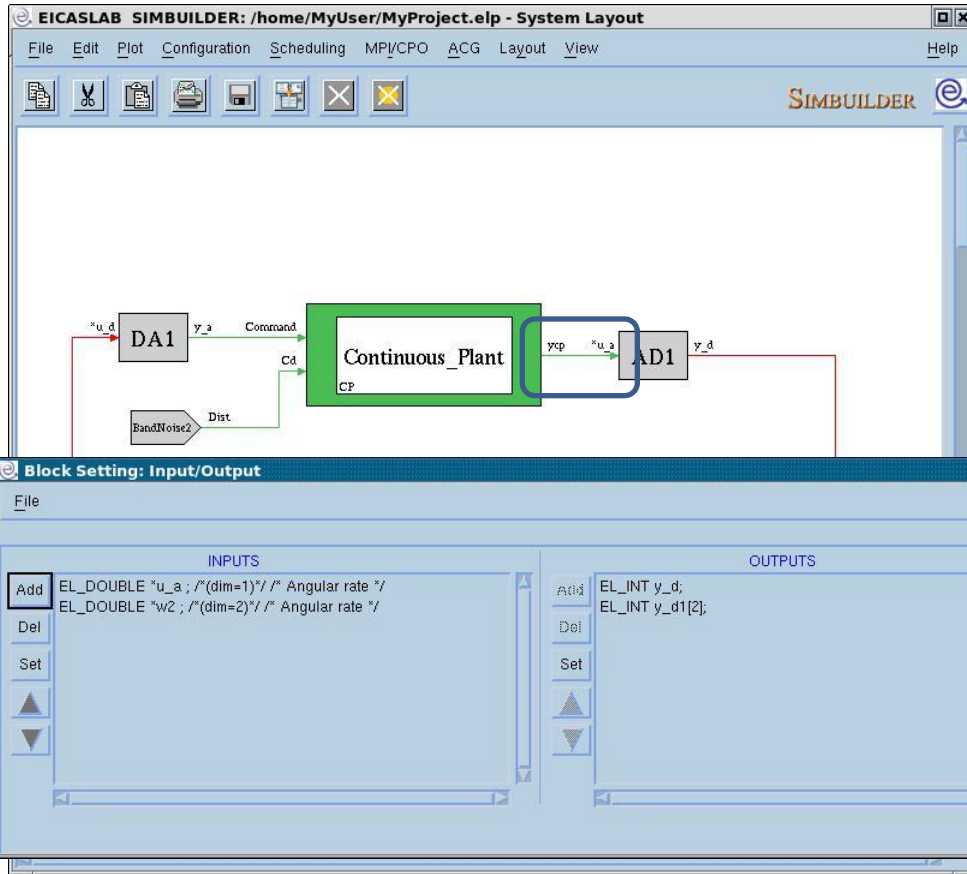 EICASLAB SIMBUILDER: /home/MyUser/MyProject.elp - System Layout
File Edit Plot Configuration Scheduling MPI/CPO ACG Layout View Help
SIMBUILDER
*u_d DA1 y_a Command
Cd
Continuous_Plant
CP
ycp *u_a AD1 y_d
BandNoise2 Dist
Block Setting: Input/Output
File
INPUTS
Add EL_DOUBLE *u_a ; /*(dim=1)*/ /* Angular rate */
EL_DOUBLE *w2 ; /*(dim=2)*/ /* Angular rate */
Del
Set
OUTPUTS
Add EL_INT y_d;
EL_INT y_d1[2];
Del
Set